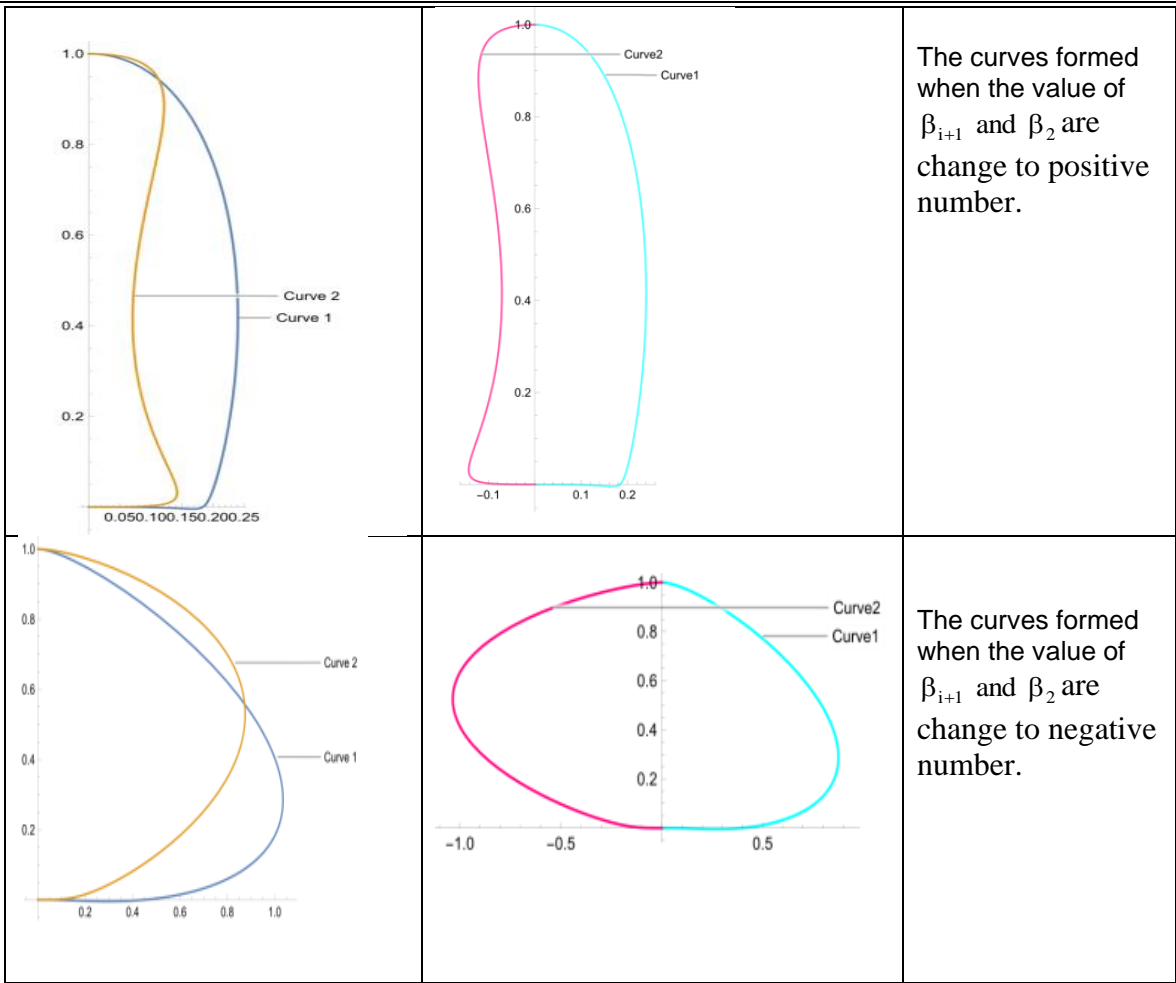 1.0
0.8
0.6
Curve 2
Curve 1
0.4
0.2
0.050.100.150.200.25
1.0
Curve2
Curve1
0.8
0.6
0.4
0.2
−0.1 0.1 0.2
The curves formed
when the value of
βi+1 and β2 are
change to positive
number.
1.0
0.8
Curve 2
0.6
0.4
Curve 1
0.2
0.2 0.4 0.6 0.8 1.0
1.0
Curve2
0.8
Curve1
0.6
0.4
0.2
−1.0 −0.5 0.5
The curves formed
when the value of
βi+1 and β2 are
change to negative
number.